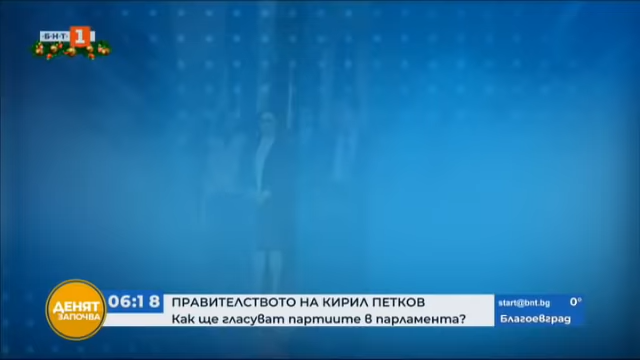 БНТ 1
ДЕНЯТ
ЗАПОЧВА
06:18
ПРАВИТЕЛСТВОТО НА КИРИЛ ПЕТКОВ
Как ще гласуват партиите в парламента?
start@bnt.bg
0°
Благоевград